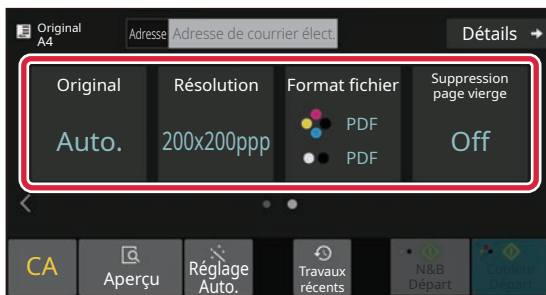 Original
A4
Adresse
Adresse de courrier élect.
Détails
Original
Résolution
Format fichier
Suppression
page vierge
Auto.
200x200ppp
PDF
PDF
Off
CA
Aperçu
Réglage
Auto.
Travaux
récents
N&B
Départ
Couleur
Départ